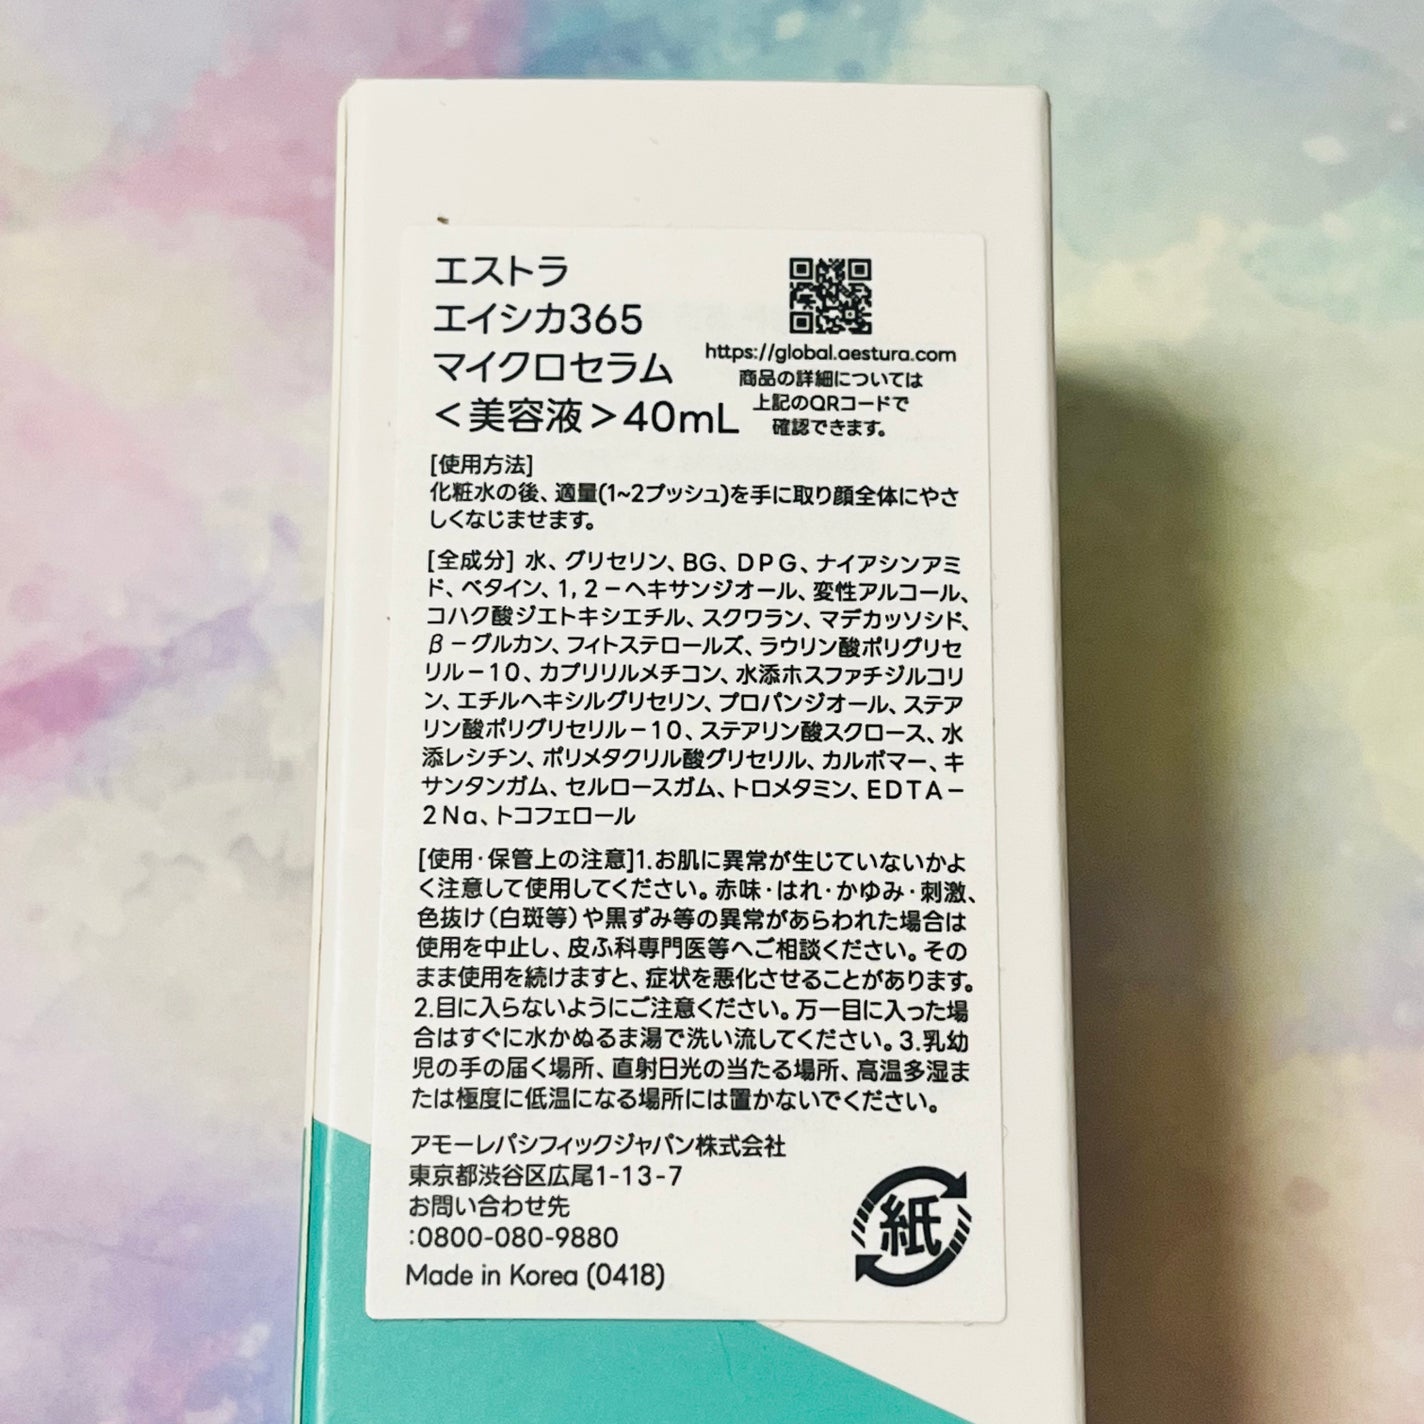 エストラ
エイシカ365
マイクロセラム
＜美容液＞40mL
https://global.aestura.com
商品の詳細については
上記のQRコードで
確認できます。
[使用方法]
化粧水の後、適量(1~2プッシュ)を手に取り顔全体にやさ
しくなじませます。
[全成分] 水、グリセリン、BG、DPG、ナイアシンアミ
ド、ベタイン、1,2－ヘキサンジオール、変性アルコール、
コハク酸ジエトキシエチル、スクワラン、マデカッソシド、
β－グルカン、フィトステロールズ、ラウリン酸ポリグリセ
リル－10、カプリリルメチコン、水添ホスファチジルコリ
ン、エチルヘキシルグリセリン、プロパンジオール、ステア
リン酸ポリグリセリル－10、ステアリン酸スクロース、水
添レシチン、ポリメタクリル酸グリセリル、カルボマー、キ
サンタンガム、セルロースガム、トロメタミン、EDTA－
2Na、トコフェロール
[使用・保管上の注意]1.お肌に異常が生じていないかよ
く注意して使用してください。赤味・はれ・かゆみ・刺激、
色抜け（白斑等）や黒ずみ等の異常があらわれた場合は
使用を中止し、皮ふ科専門医等へご相談ください。その
まま使用を続けますと、症状を悪化させることがあります。
2.目に入らないようにご注意ください。万一目に入った場
合はすぐに水かぬるま湯で洗い流してください。3.乳幼
児の手の届く場所、直射日光の当たる場所、高温多湿ま
たは極度に低温になる場所には置かないでください。
アモーレパシフィックジャパン株式会社
東京都渋谷区広尾1-13-7
お問い合わせ先
:0800-080-9880
Made in Korea (0418)
紙